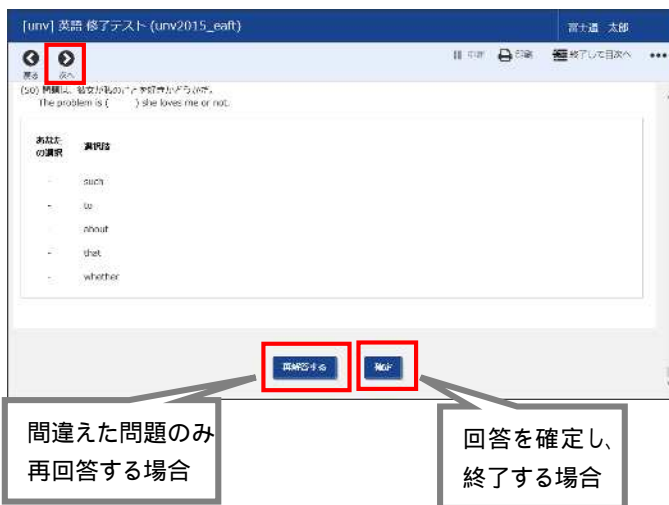 [unv] 英語 修了テスト (unv2015_eaft)
富士通 太郎
戻る 次へ 中断 印刷 終了して目次へ
(50) 問題は、彼女が私のことを好きかどうかだ。
The problem is ( ) she loves me or not.
あなた
の選択
選択肢
- such
- to
- about
- that
- whether
再解答する
確定
間違えた問題のみ
再回答する場合
回答を確定し、
終了する場合